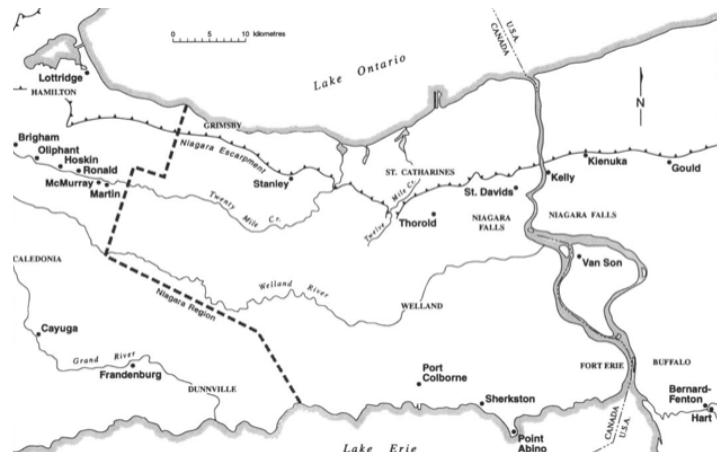 0 5 10 kilometres
U.S.A.
CANADA
Lake Ontario
Lottridge
HAMILTON
N
GRIMSBY
Brigham
Oliphant
Hoskin
Ronald
McMurray
Martin
Niagara Escarpment
Stanley
ST. CATHARINES
Kienuka
Gould
Kelly
St. Davids
Twenty
Mile Cr.
Twelve Mile Cr.
Thorold
NIAGARA
FALLS
NIAGARA FALLS
CALEDONIA
Van Son
Welland River
WELLAND
Niagara Region
Cayuga
Grand River
Frandenburg
DUNNVILLE
Port
Colborne
FORT ERIE
BUFFALO
Sherkston
Bernard-
Fenton
Hart
CANADA
U.S.A.
Point
Abino
Lake Erie